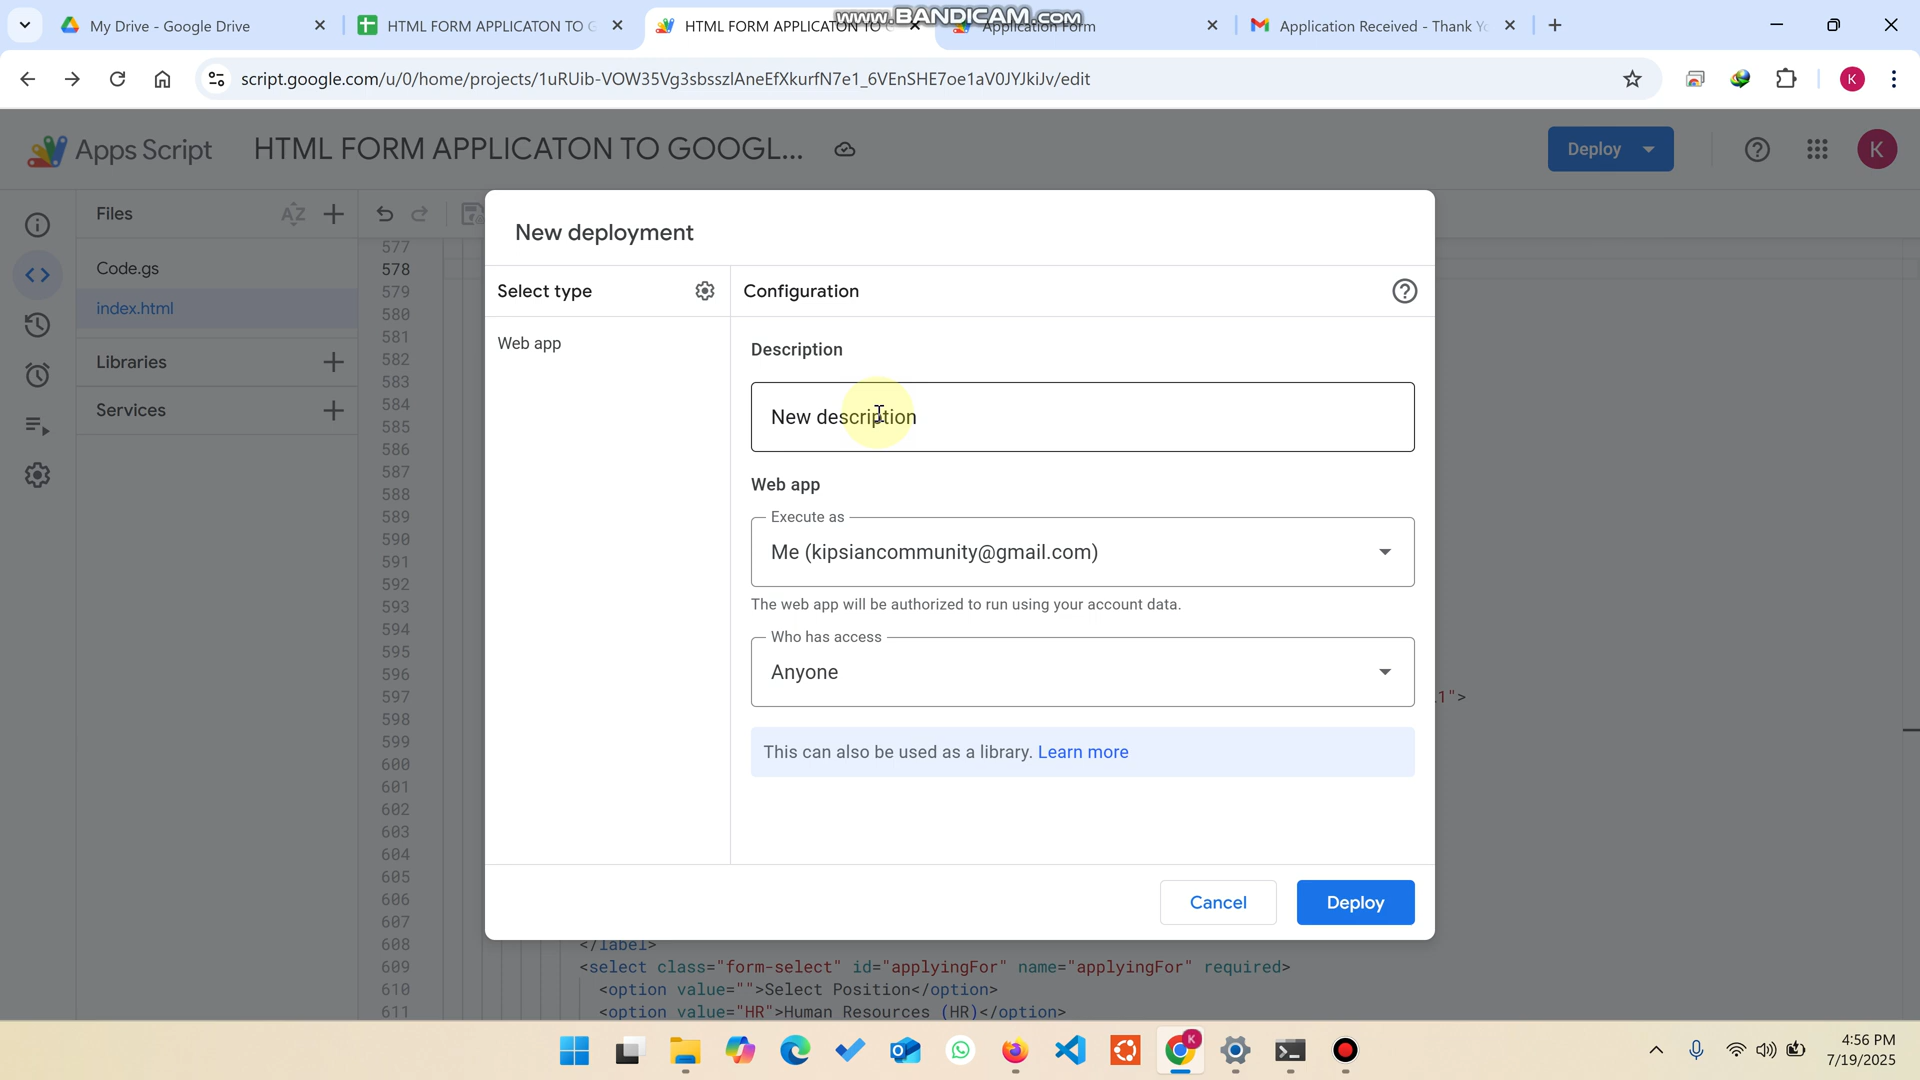 My Drive - Google Drive
HTML FORM APPLICATON TO G
HTML FORM APPLICATON TO G
Application Form
Application Received - Thank Yo
www.BANDICAM.com
script.google.com/u/0/home/projects/1uRUib-VOW35Vg3sbsszlAneEfXkurfN7e1_6VEnSHE7oe1aV0JYJkiJv/edit
K
Apps Script
HTML FORM APPLICATON TO GOOGL...
Deploy
K
Files
AZ
Code.gs
index.html
Libraries
Services
577
578
579
580
581
582
583
584
585
586
587
588
589
590
591
592
593
594
595
596
597
1">
598
599
600
601
602
603
604
605
606
607
608 </label>
609 <select class="form-select" id="applyingFor" name="applyingFor" required>
610 <option value="">Select Position</option>
611 <option value="HR">Human Resources (HR)</option>
New deployment
Select type
Configuration
Web app
Description
New description
Web app
Execute as
Me (kipsiancommunity@gmail.com)
The web app will be authorized to run using your account data.
Who has access
Anyone
This can also be used as a library. Learn more
Cancel
Deploy
K
4:56 PM
7/19/2025